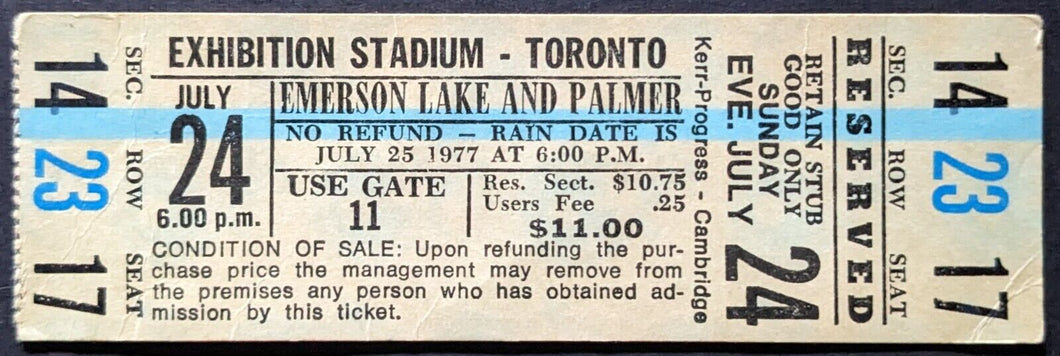 SEC. 14
ROW 23
SEAT 17
EXHIBITION STADIUM - TORONTO
JULY
24
6.00 p.m.
EMERSON LAKE AND PALMER
NO REFUND – RAIN DATE IS
JULY 25 1977 AT 6:00 P.M.
USE GATE
11
Res. Sect. $10.75
Users Fee .25
$11.00
CONDITION OF SALE: Upon refunding the pur-
chase price the management may remove from
the premises any person who has obtained ad-
mission by this ticket.
Kerr-Progress - Cambridge
RETAIN STUB
GOOD ONLY
SUNDAY
EVE. JULY 24
RESERVED
SEC. 14
ROW 23
SEAT 17